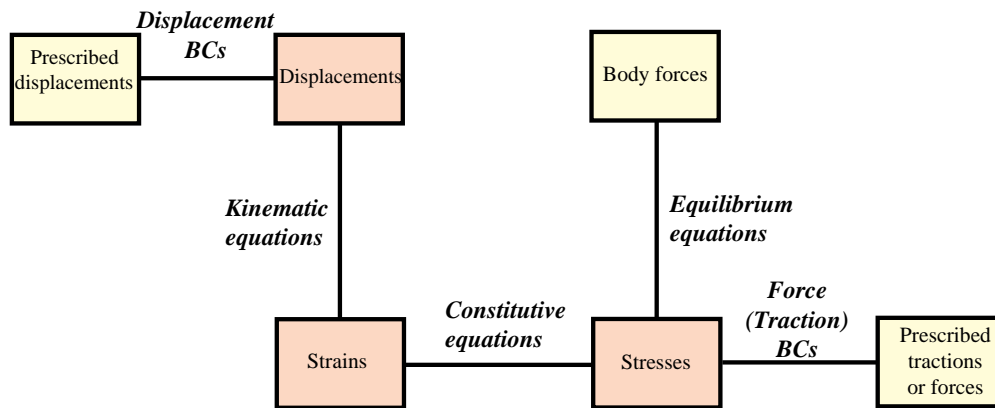 Displacement
BCs
Prescribed
displacements
Displacements
Body forces
Kinematic
equations
Equilibrium
equations
Constitutive
equations
Force
(Traction)
BCs
Strains
Stresses
Prescribed
tractions
or forces